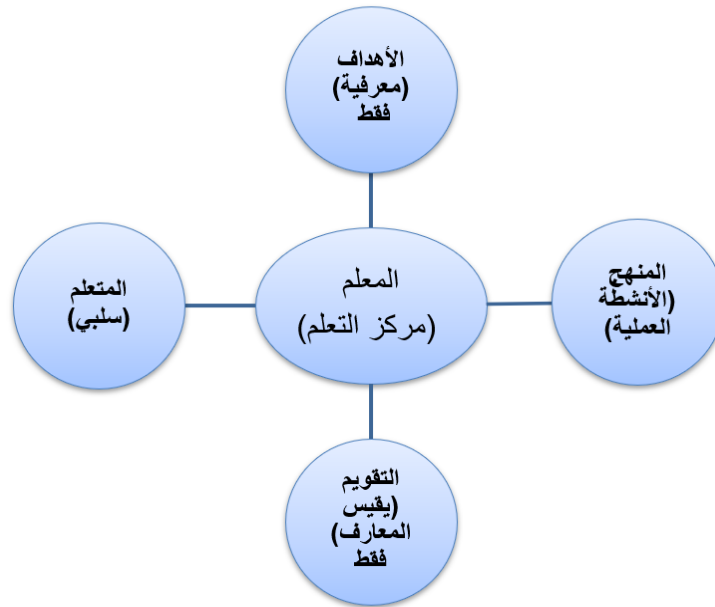 الأهداف
(معرفية)
فقط
المنهج
(الأنشطة
العملية)
المعلم
(مركز التعلم)
المتعلم
(سلبي)
التقويم
(يقيس
المعارف)
فقط